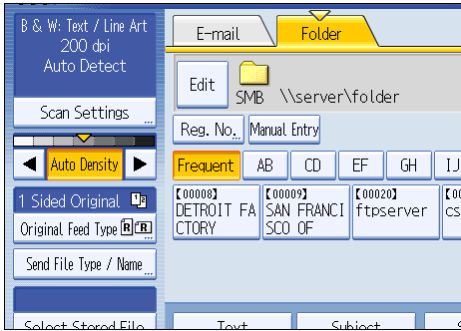 B & W: Text / Line Art
200 dpi
Auto Detect
Scan Settings
Auto Density
1 Sided Original
Original Feed Type
Send File Type / Name
Select Stored File
E-mail
Folder
Edit
SMB \\server\folder
Reg. No.
Manual Entry
Frequent AB CD EF GH IJ
【00008】
DETROIT FA
CTORY
【00009】
SAN FRANCI
SCO OF
【00020】
ftpserver
Text
Subject